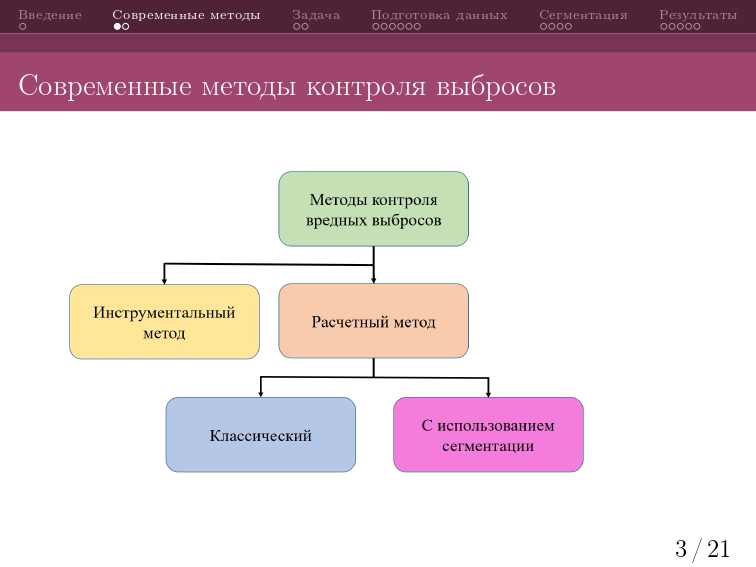 Введение Современные методы Задача Подготовка данных Сегментация Результаты
Современные методы контроля выбросов
Методы контроля
вредных выбросов
Инструментальный
метод
Расчетный метод
Классический
С использованием
сегментации
3 / 21